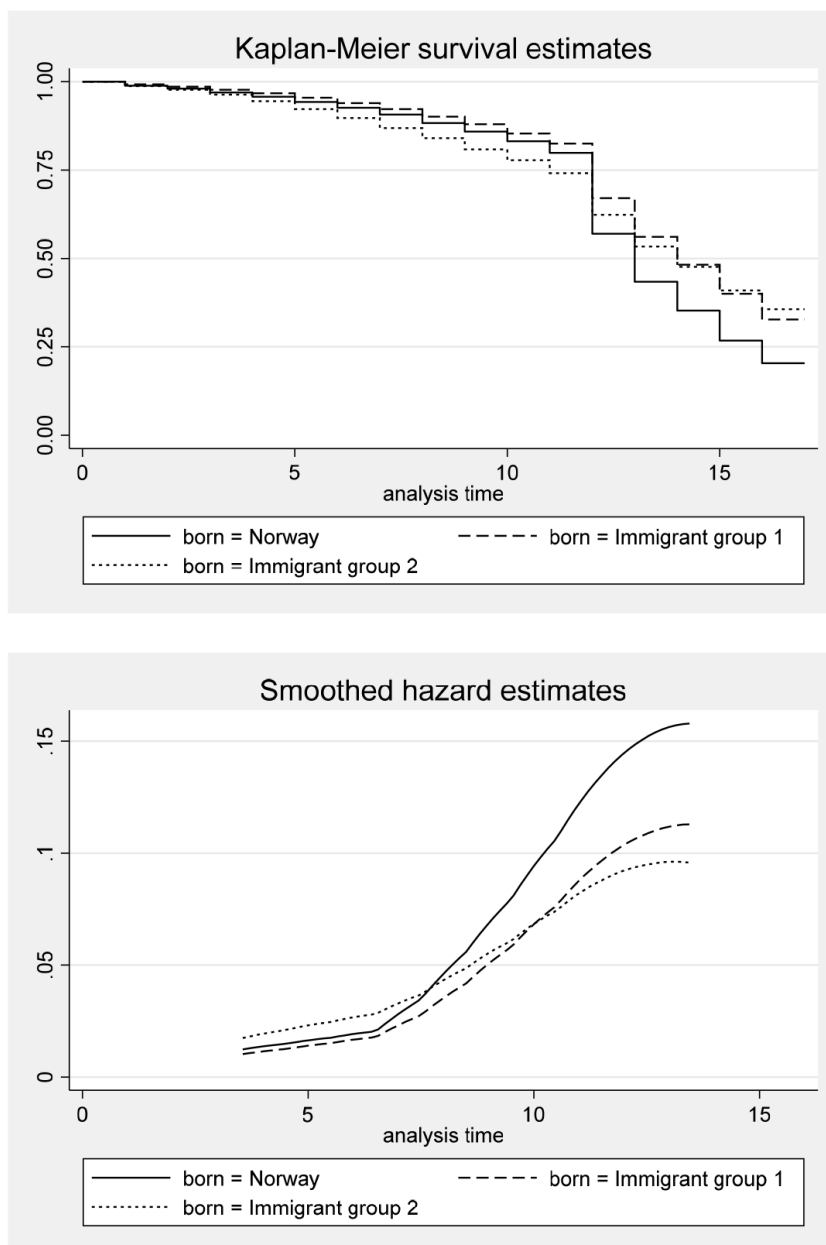 Kaplan-Meier survival estimates
1.00
0.75
0.50
0.25
0.00
0 5 10 15
analysis time
born = Norway born = Immigrant group 1
born = Immigrant group 2
Smoothed hazard estimates
.15
.1
.05
0
0 5 10 15
analysis time
born = Norway born = Immigrant group 1
born = Immigrant group 2